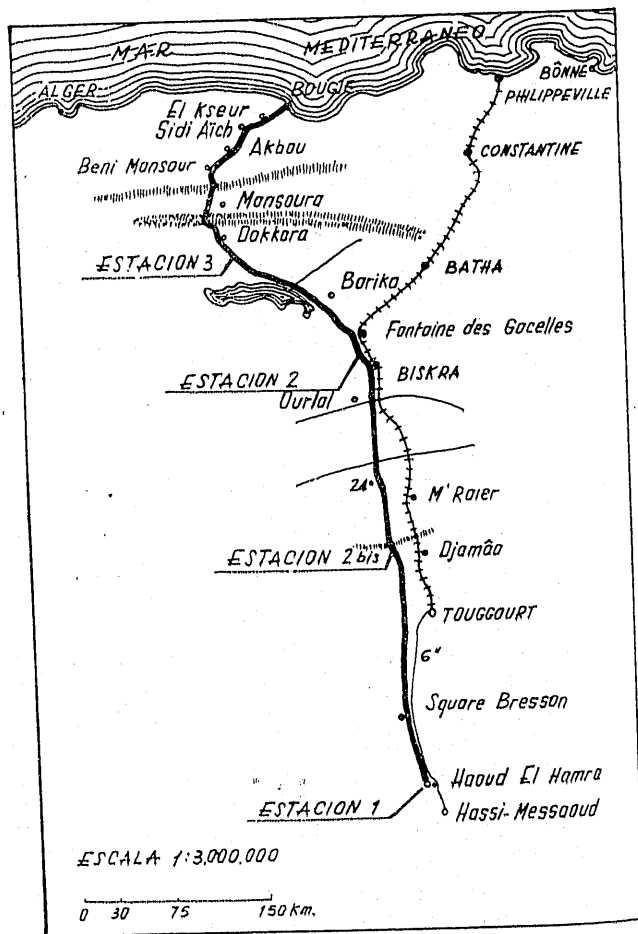 MAR MEDITERRANEO
ALGER
BOUGIE
BÔNNE
PHILIPPEVILLE
El Kseur
Sidi Aïch
Akbou
CONSTANTINE
Beni Mansour
Mansoura
Dokkara
ESTACION 3
Barika
BATHA
Fontaine des Gacelles
ESTACION 2
BISKRA
Ourlal
24"
M'Raier
ESTACION 2 bis
Djamâa
TOUGGOURT
6"
Square Bresson
Haoud El Hamra
ESTACION 1
Hassi-Messaoud
ESCALA 1:3,000,000
0 30 75 150 km.